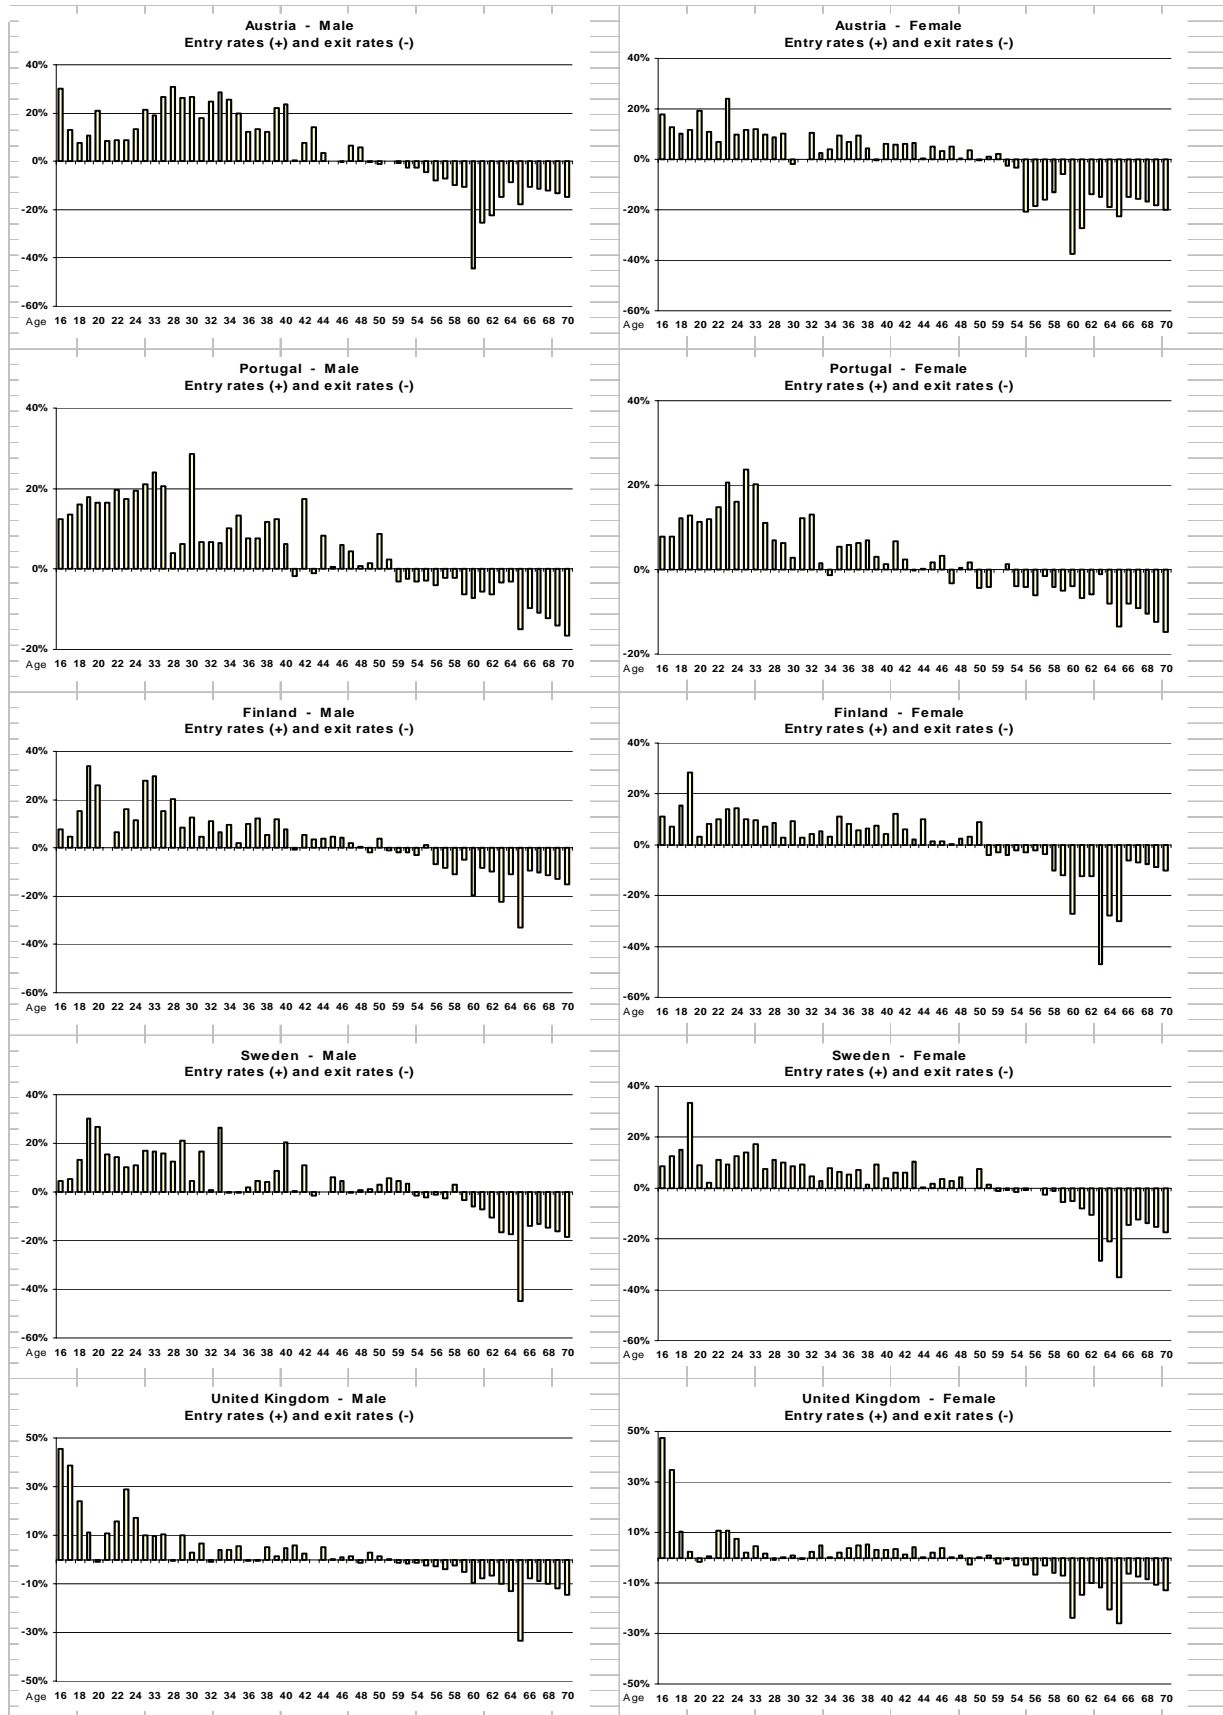 Austria - Male
Entry rates (+) and exit rates (-)
40%
20%
0%
-20%
-40%
-60%
Age 16 18 20 22 24 33 28 30 32 34 36 38 40 42 44 46 48 50 59 54 56 58 60 62 64 66 68 70
Austria - Female
Entry rates (+) and exit rates (-)
40%
20%
0%
-20%
-40%
-60%
Age 16 18 20 22 24 33 28 30 32 34 36 38 40 42 44 46 48 50 59 54 56 58 60 62 64 66 68 70
Portugal - Male
Entry rates (+) and exit rates (-)
40%
20%
0%
-20%
Age 16 18 20 22 24 33 28 30 32 34 36 38 40 42 44 46 48 50 59 54 56 58 60 62 64 66 68 70
Portugal - Female
Entry rates (+) and exit rates (-)
40%
20%
0%
-20%
Age 16 18 20 22 24 33 28 30 32 34 36 38 40 42 44 46 48 50 59 54 56 58 60 62 64 66 68 70
Finland - Male
Entry rates (+) and exit rates (-)
40%
20%
0%
-20%
-40%
-60%
Age 16 18 20 22 24 33 28 30 32 34 36 38 40 42 44 46 48 50 59 54 56 58 60 62 64 66 68 70
Finland - Female
Entry rates (+) and exit rates (-)
40%
20%
0%
-20%
-40%
-60%
Age 16 18 20 22 24 33 28 30 32 34 36 38 40 42 44 46 48 50 59 54 56 58 60 62 64 66 68 70
Sweden - Male
Entry rates (+) and exit rates (-)
40%
20%
0%
-20%
-40%
-60%
Age 16 18 20 22 24 33 28 30 32 34 36 38 40 42 44 46 48 50 59 54 56 58 60 62 64 66 68 70
Sweden - Female
Entry rates (+) and exit rates (-)
40%
20%
0%
-20%
-40%
-60%
Age 16 18 20 22 24 33 28 30 32 34 36 38 40 42 44 46 48 50 59 54 56 58 60 62 64 66 68 70
United Kingdom - Male
Entry rates (+) and exit rates (-)
50%
30%
10%
-10%
-30%
-50%
Age 16 18 20 22 24 33 28 30 32 34 36 38 40 42 44 46 48 50 59 54 56 58 60 62 64 66 68 70
United Kingdom - Female
Entry rates (+) and exit rates (-)
50%
30%
10%
-10%
-30%
-50%
Age 16 18 20 22 24 33 28 30 32 34 36 38 40 42 44 46 48 50 59 54 56 58 60 62 64 66 68 70